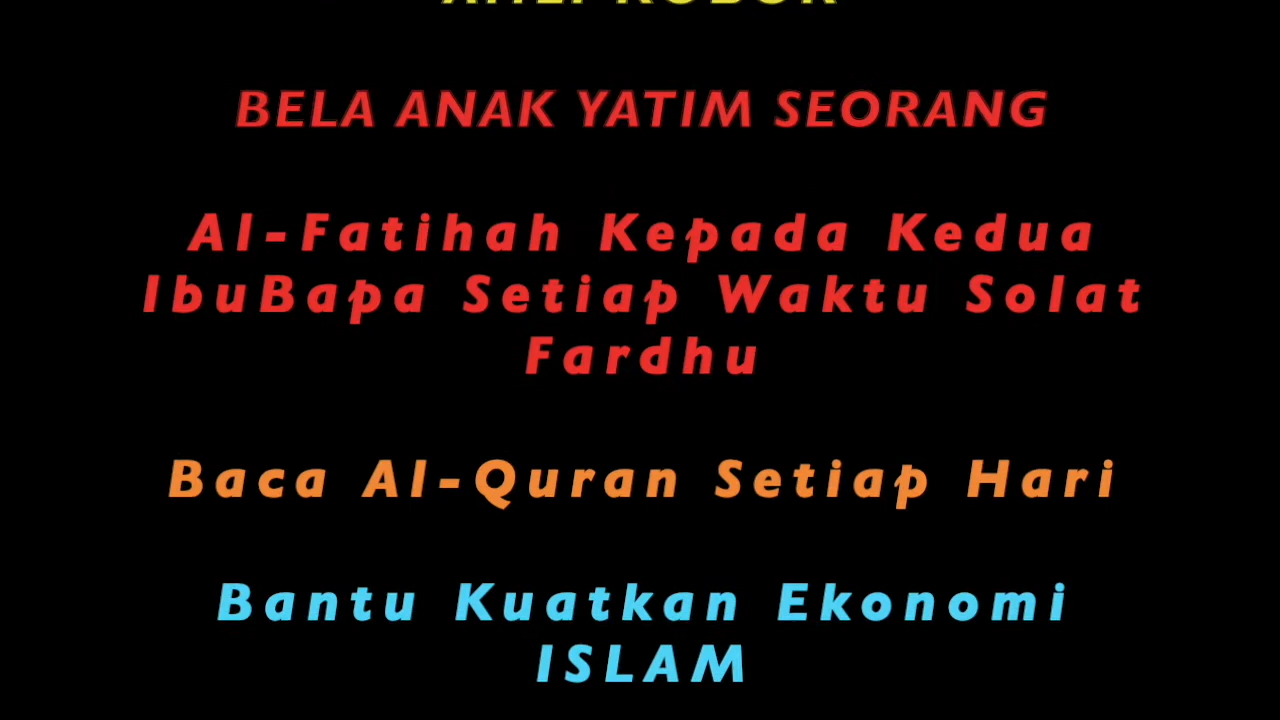 BELA ANAK YATIM SEORANG
Al-Fatihah Kepada Kedua
IbuBapa Setiap Waktu Solat
Fardhu
Baca Al-Quran Setiap Hari
Bantu Kuatkan Ekonomi
ISLAM